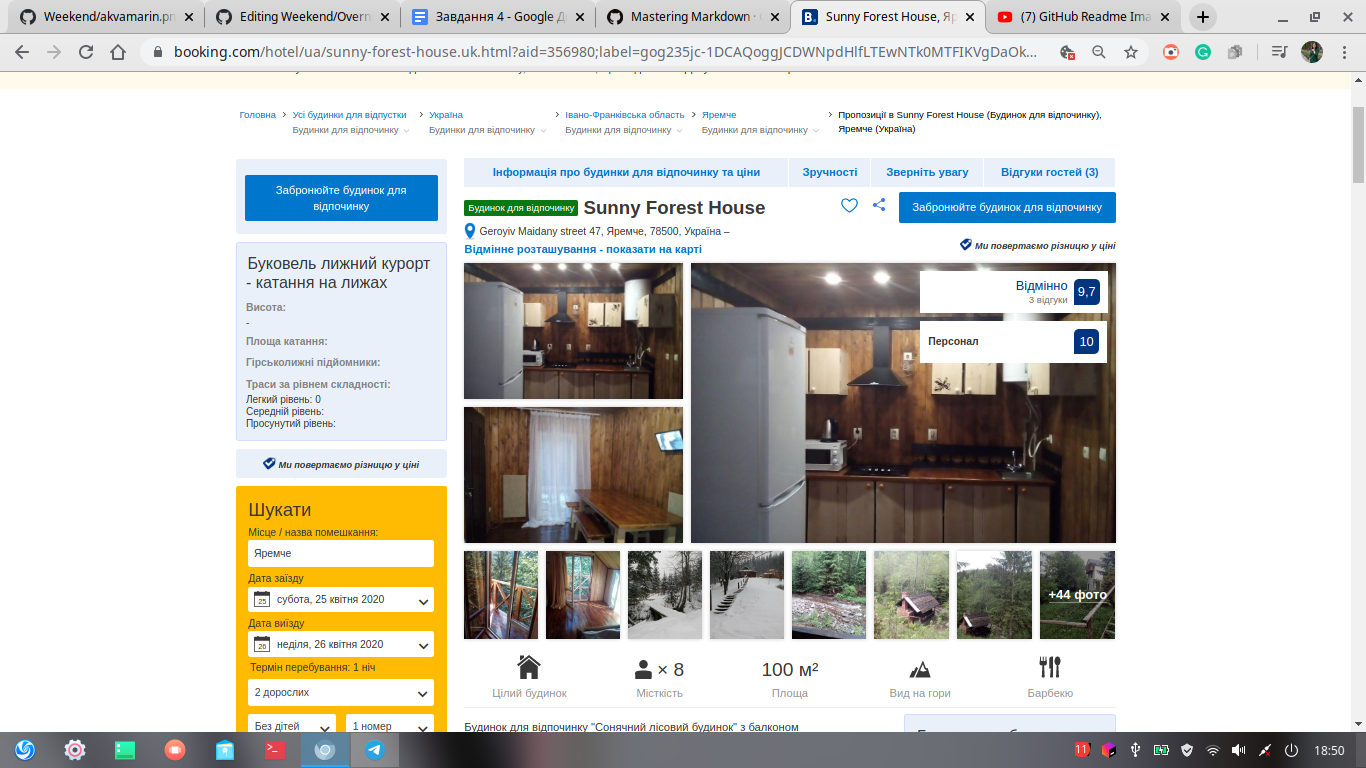 Weekend/akvamarin.pn
Editing Weekend/Overn
Завдання 4 - Google Д
Mastering Markdown ·
Sunny Forest House, Яр
(7) GitHub Readme Ima
booking.com/hotel/ua/sunny-forest-house.uk.html?aid=356980;label=gog235jc-1DCAQoggJCDWNpdHlfLTEwNTk0MTFIKVgDaOk...
Головна
Усі будинки для відпустки
Україна
Івано-Франківська область
Яремче
Пропозиції в Sunny Forest House (Будинок для відпочинку),
Яремче (Україна)
Будинки для відпочинку
Будинки для відпочинку
Будинки для відпочинку
Будинки для відпочинку
Забронюйте будинок для
відпочинку
Інформація про будинки для відпочинку та ціни
Зручності
Зверніть увагу
Відгуки гостей (3)
Будинок для відпочинку
Sunny Forest House
Забронюйте будинок для відпочинку
Geroyiv Maidany street 47, Яремче, 78500, Україна –
Відмінне розташування - показати на карті
Ми повертаємо різницю у ціні
Буковель лижний курорт
- катання на лижах
Висота:
-
Площа катання:
Гірськолижні підйомники:
Траси за рівнем складності:
Легкий рівень: 0
Середній рівень:
Просунутий рівень:
Ми повертаємо різницю у ціні
Відмінно
3 відгуки
9,7
Персонал
10
Шукати
Місце / назва помешкання:
Яремче
Дата заїзду
25
субота, 25 квітня 2020
Дата виїзду
26
неділя, 26 квітня 2020
Термін перебування: 1 ніч
2 дорослих
Без дітей
1 номер
+44 фото
× 8
100 м²
Цілий будинок
Місткість
Площа
Вид на гори
Барбекю
Будинок для відпочинку "Сонячний лісовий будинок" з балконом
11
18:50